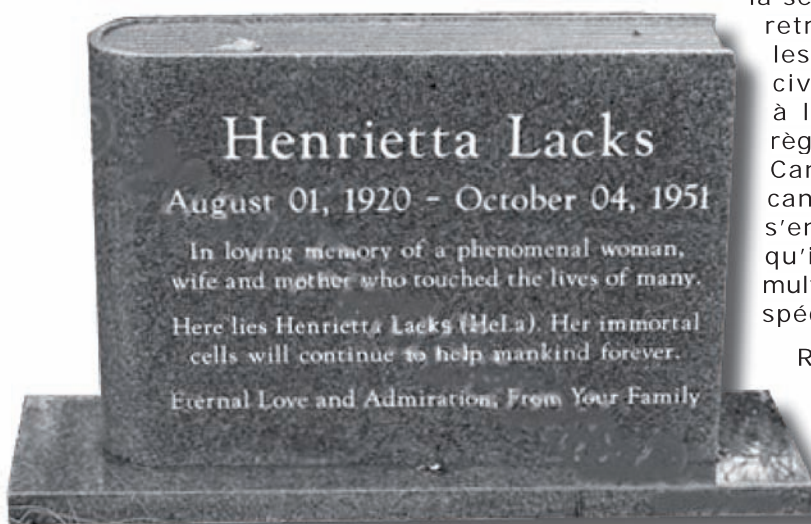 Henrietta Lacks
August 01, 1920 - October 04, 1951
In loving memory of a phenomenal woman,
wife and mother who touched the lives of many.
Here lies Henrietta Lacks (HeLa). Her immortal
cells will continue to help mankind forever.
Eternal Love and Admiration, From Your Family
retr
les
civ
à l
règ
Car
can
s'en
qu'i
mul
spé
R